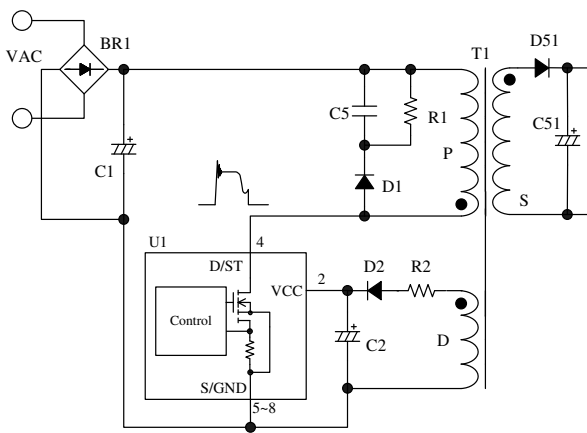 VAC
BR1
T1
D51
C5
R1
C51
P
C1
D1
S
U1
4
D/ST
2
D2
R2
VCC
Control
C2
D
S/GND
5~8